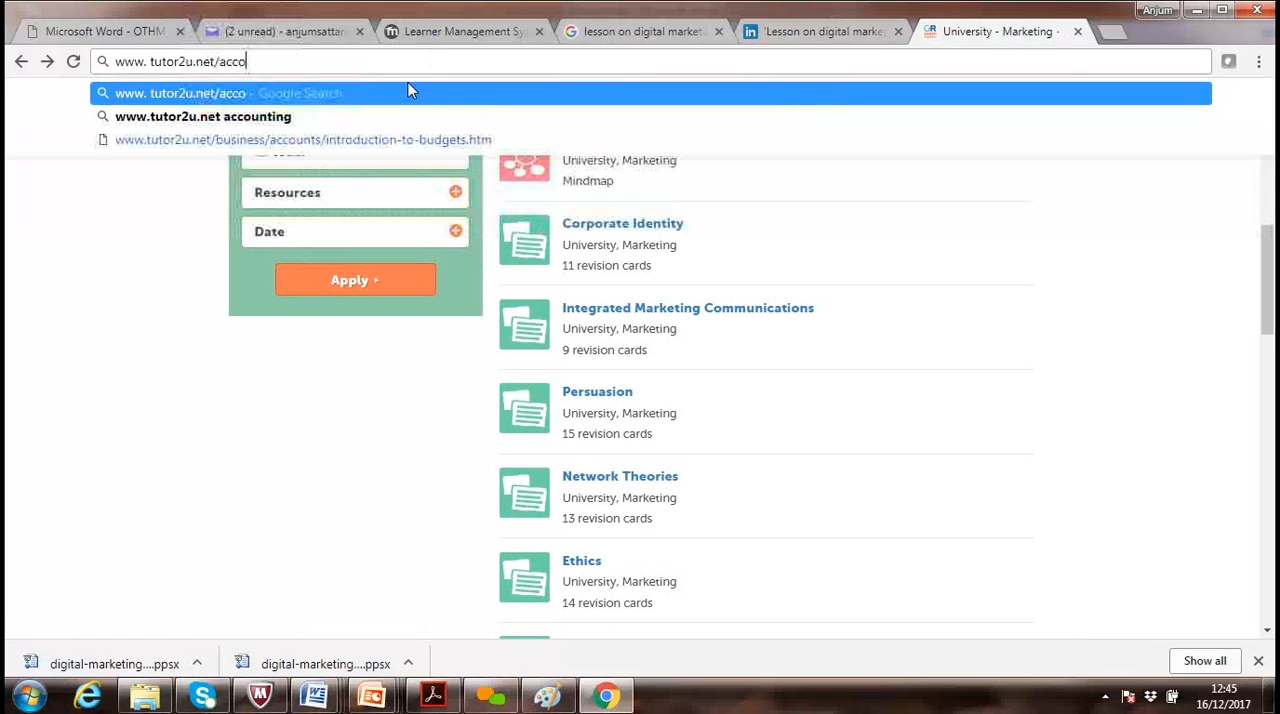 Anjum
Microsoft Word - OTHM
(2 unread) - anjumsattar
Learner Management Sy
lesson on digital market
'Lesson on digital market
University - Marketing -
www. tutor2u.net/acco
www. tutor2u.net/acco - Google Search
www.tutor2u.net accounting
www.tutor2u.net/business/accounts/introduction-to-budgets.htm
University, Marketing
Mindmap
Resources
Date
Apply
Corporate Identity
University, Marketing
11 revision cards
Integrated Marketing Communications
University, Marketing
9 revision cards
Persuasion
University, Marketing
15 revision cards
Network Theories
University, Marketing
13 revision cards
Ethics
University, Marketing
14 revision cards
digital-marketing....ppsx
digital-marketing....ppsx
Show all
12:45
16/12/2017